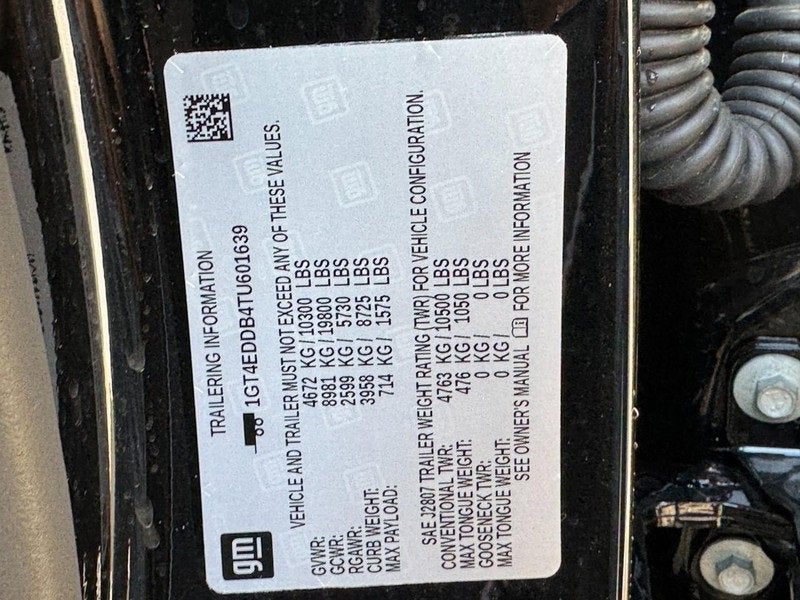 gm
TRAILERING INFORMATION
1GT4EDDB4TU601639
VEHICLE AND TRAILER MUST NOT EXCEED ANY OF THESE VALUES.
GVWR: 4672 KG / 10300 LBS
GCWR: 8981 KG / 19800 LBS
RGAWR: 2599 KG / 5730 LBS
CURB WEIGHT: 3958 KG / 8725 LBS
MAX PAYLOAD: 714 KG / 1575 LBS
SAE J2807 TRAILER WEIGHT RATING (TWR) FOR VEHICLE CONFIGURATION.
CONVENTIONAL TWR: 4763 KG / 10500 LBS
MAX TONGUE WEIGHT: 476 KG / 1050 LBS
GOOSENECK TWR: 0 KG / 0 LBS
MAX TONGUE WEIGHT: 0 KG / 0 LBS
SEE OWNER'S MANUAL FOR MORE INFORMATION